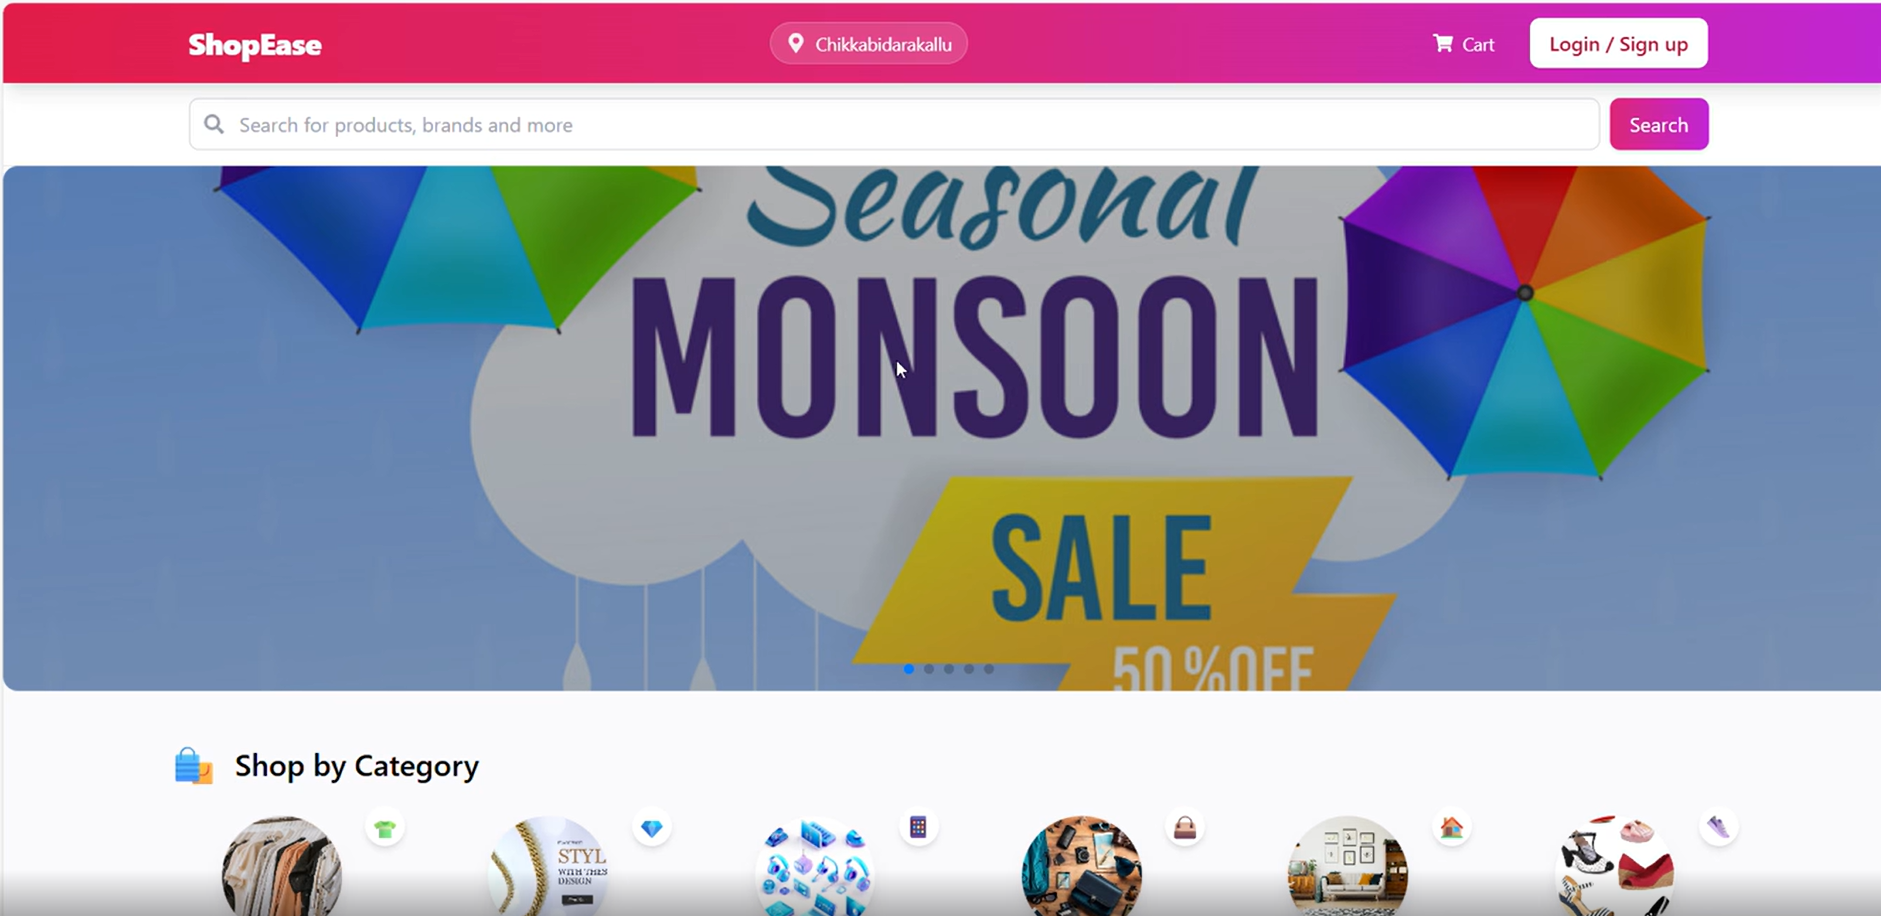 ShopEase
Chikkabidarakallu
Cart
Login / Sign up
Search for products, brands and more
Search
Seasonal
MONSOON
SALE
50 %OFF
Shop by Category
STYL
WITH THIS
DESIGN